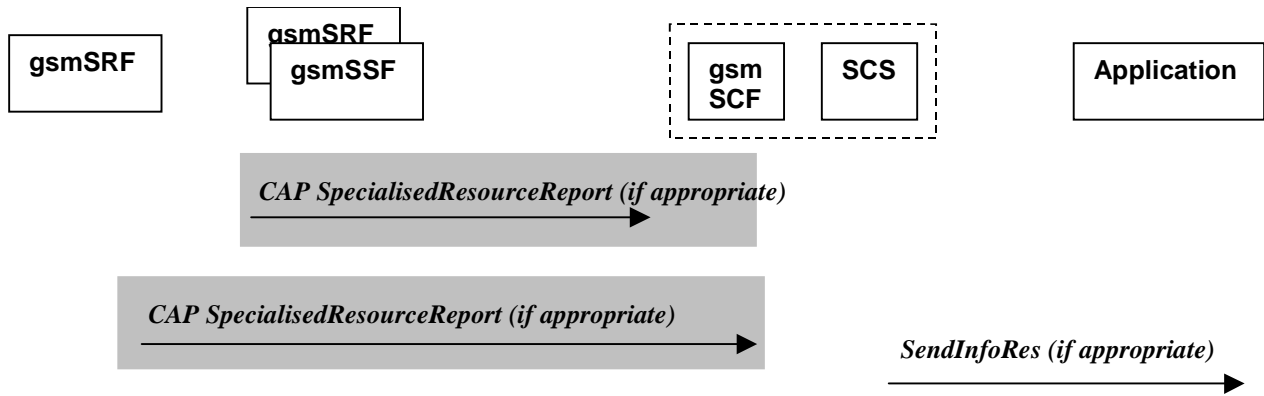 gsmSRF
gsmSRF
gsmSSF
gsm
SCF
SCS
Application
CAP SpecialisedResourceReport (if appropriate)
CAP SpecialisedResourceReport (if appropriate)
SendInfoRes (if appropriate)